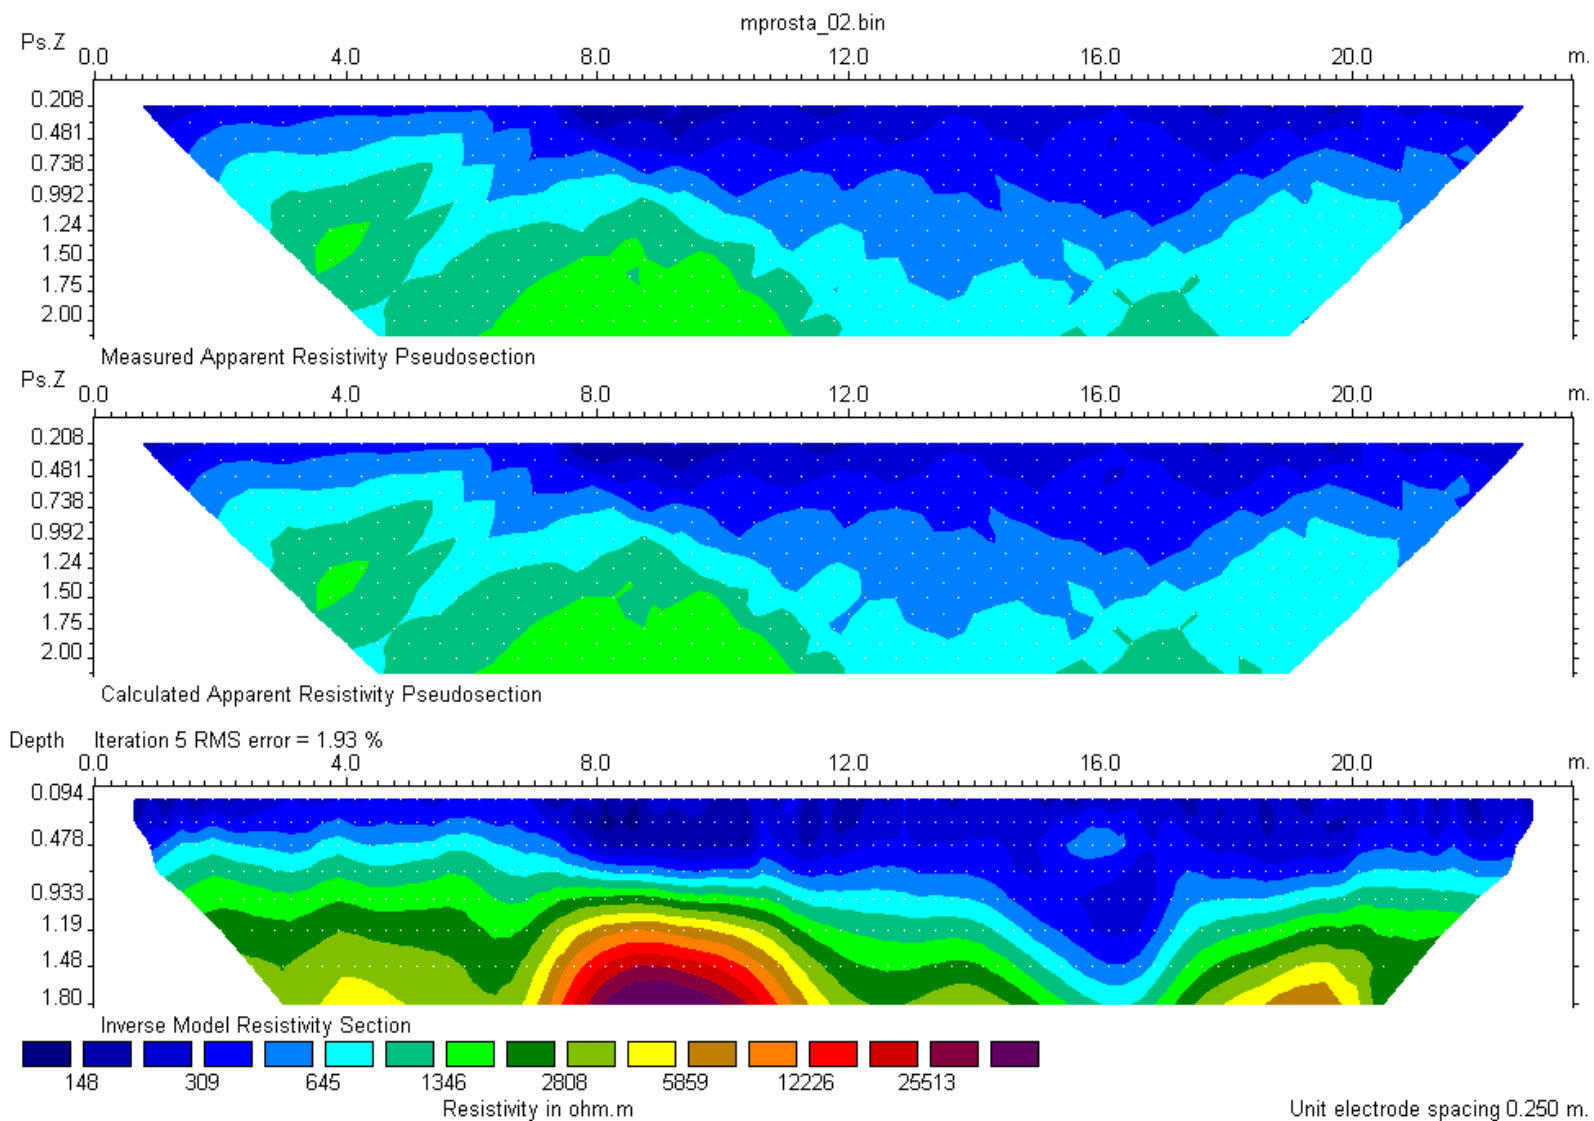 mprosta_02.bin
Ps.Z
0.0 4.0 8.0 12.0 16.0 20.0 m.
0.208
0.481
0.738
0.992
1.24
1.50
1.75
2.00
Measured Apparent Resistivity Pseudosection
Ps.Z
0.0 4.0 8.0 12.0 16.0 20.0 m.
0.208
0.481
0.738
0.992
1.24
1.50
1.75
2.00
Calculated Apparent Resistivity Pseudosection
Depth Iteration 5 RMS error = 1.93 %
0.0 4.0 8.0 12.0 16.0 20.0 m.
0.094
0.478
0.933
1.19
1.48
1.80
Inverse Model Resistivity Section
148 309 645 1346 2808 5859 12226 25513
Resistivity in ohm.m Unit electrode spacing 0.250 m.